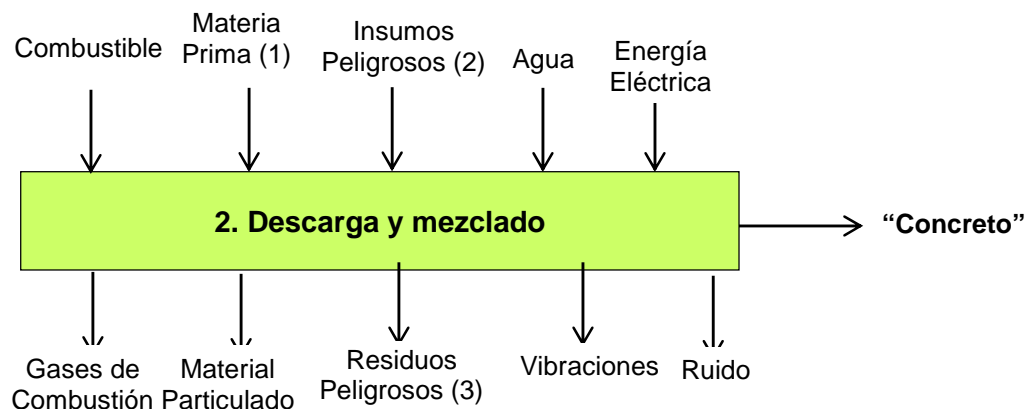 Combustible
Materia
Prima (1)
Insumos
Peligrosos (2)
Agua
Energía
Eléctrica
2. Descarga y mezclado
“Concreto”
Gases de
Combustión
Material
Particulado
Residuos
Peligrosos (3)
Vibraciones
Ruido